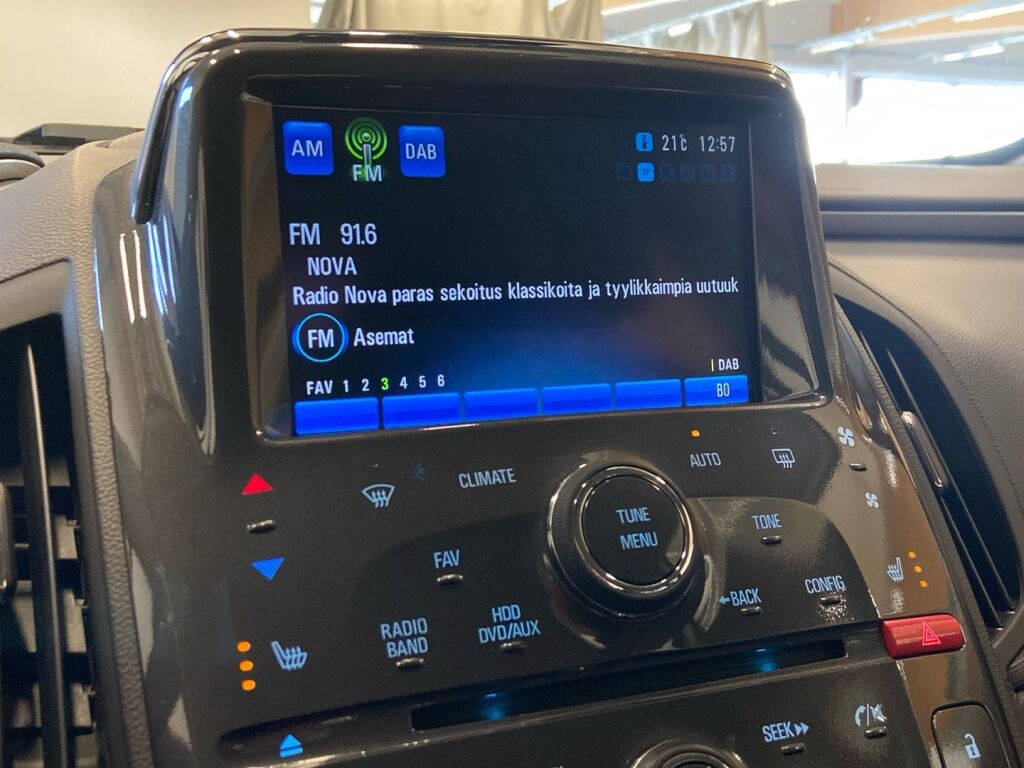 AM FM DAB 21°C 12:57
TP
FM 91.6
NOVA
Radio Nova paras sekoitus klassikoita ja tyylikkaimpia uutuuk
FM Asemat
DAB
FAV 1 2 3 4 5 6
BO
CLIMATE
AUTO
TUNE
MENU
TONE
FAV
BACK
CONFIG
RADIO
BAND
HDD
DVD/AUX
SEEK